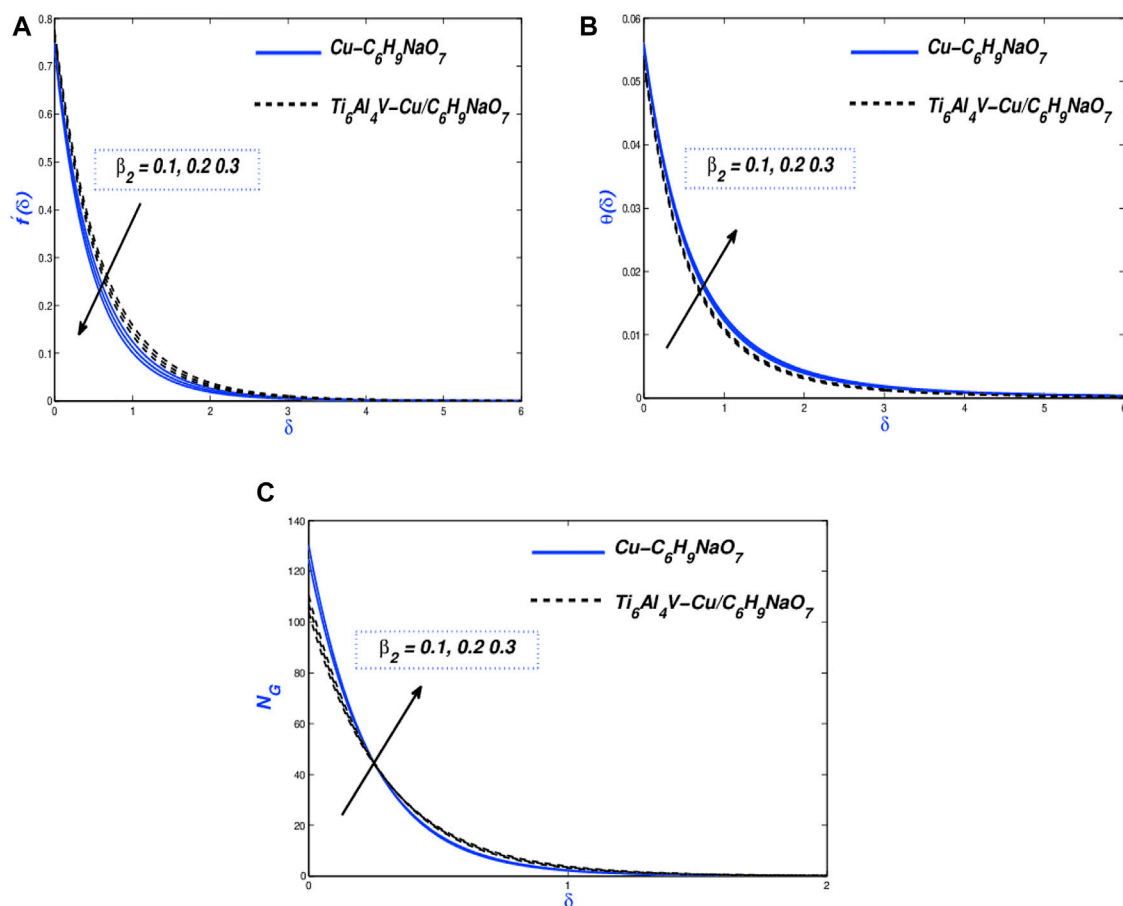 A
Cu–C6H9NaO7
Ti6Al4V–Cu/C6H9NaO7
β2 = 0.1, 0.2 0.3
f́(δ)
0.8
0.7
0.6
0.5
0.4
0.3
0.2
0.1
0
0 1 2 3 4 5 6
δ
B
Cu–C6H9NaO7
Ti6Al4V–Cu/C6H9NaO7
β2 = 0.1, 0.2 0.3
θ(δ)
0.06
0.05
0.04
0.03
0.02
0.01
0
0 1 2 3 4 5 6
δ
C
Cu–C6H9NaO7
Ti6Al4V–Cu/C6H9NaO7
β2 = 0.1, 0.2 0.3
NG
140
120
100
80
60
40
20
0
0 1 2
δ